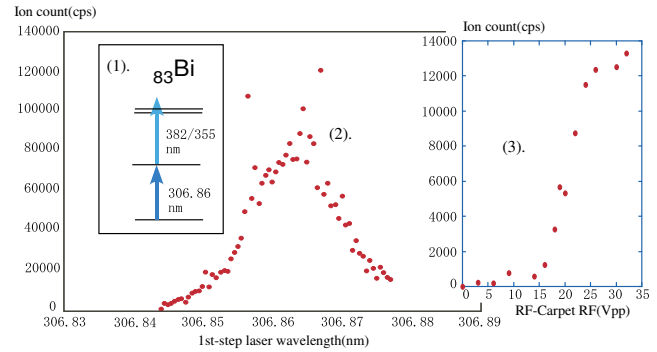 Ion count(cps)
140000
120000
100000
80000
60000
40000
20000
0
306.83 306.84 306.85 306.86 306.87 306.88 306.89
1st-step laser wavelength(nm)
(1).
83Bi
382/355
nm
306.86
nm
(2).
Ion count(cps)
14000
12000
10000
8000
6000
4000
2000
0
0 5 10 15 20 25 30 35
RF-Carpet RF(Vpp)
(3).